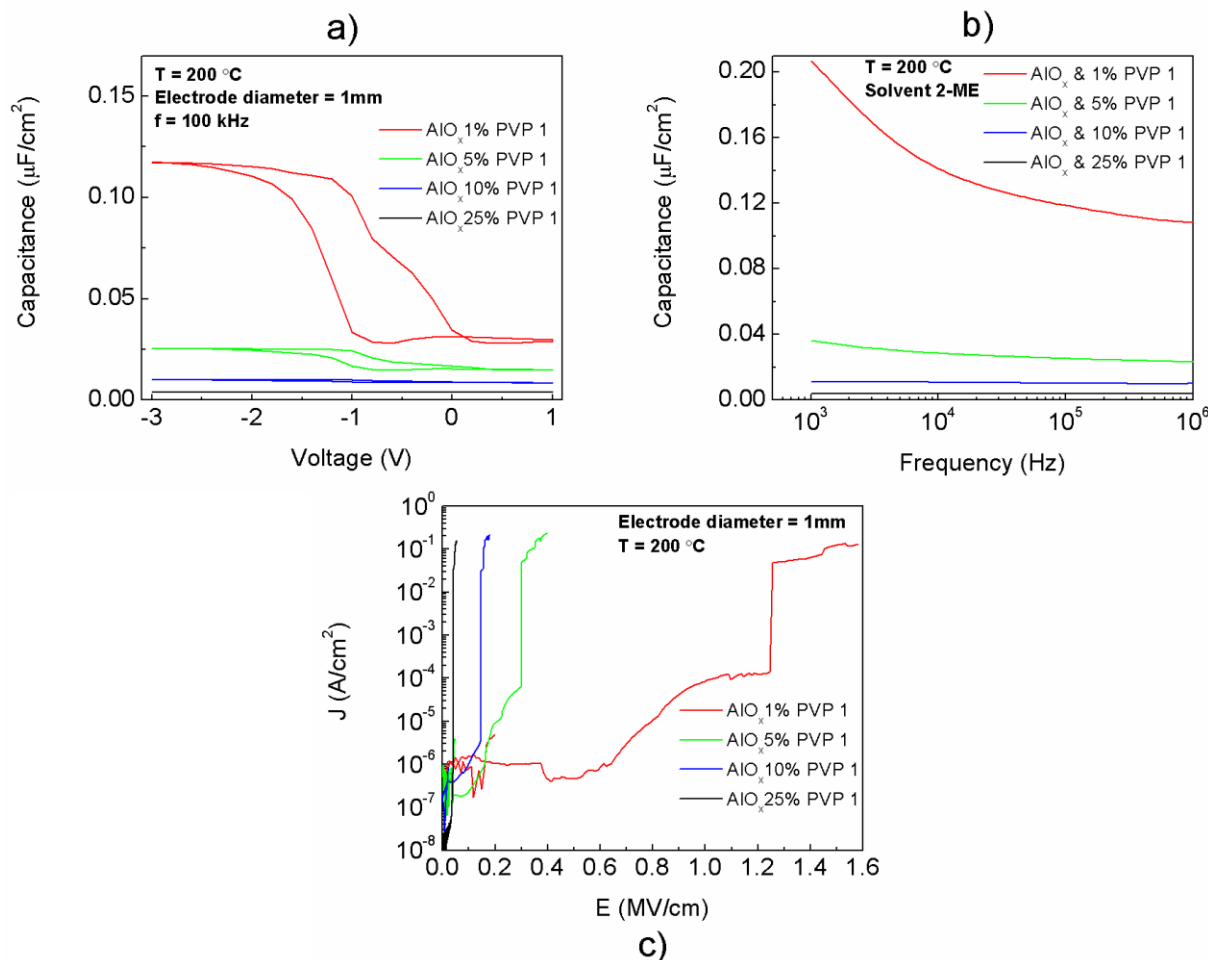 a)
T = 200 °C
Electrode diameter = 1mm
f = 100 kHz
AlOₓ1% PVP 1
AlOₓ5% PVP 1
AlOₓ10% PVP 1
AlOₓ25% PVP 1
0.15
0.10
0.05
0.00
Capacitance (μF/cm²)
-3 -2 -1 0 1
Voltage (V)
b)
T = 200 °C
Solvent 2-ME
AlOₓ & 1% PVP 1
AlOₓ & 5% PVP 1
AlOₓ & 10% PVP 1
AlOₓ & 25% PVP 1
0.20
0.16
0.12
0.08
0.04
0.00
Capacitance (μF/cm²)
10³ 10⁴ 10⁵ 10⁶
Frequency (Hz)
Electrode diameter = 1mm
T = 200 °C
10⁰
10⁻¹
10⁻²
10⁻³
10⁻⁴
10⁻⁵
10⁻⁶
10⁻⁷
10⁻⁸
J (A/cm²)
AlOₓ1% PVP 1
AlOₓ5% PVP 1
AlOₓ10% PVP 1
AlOₓ25% PVP 1
0.0 0.2 0.4 0.6 0.8 1.0 1.2 1.4 1.6
E (MV/cm)
c)